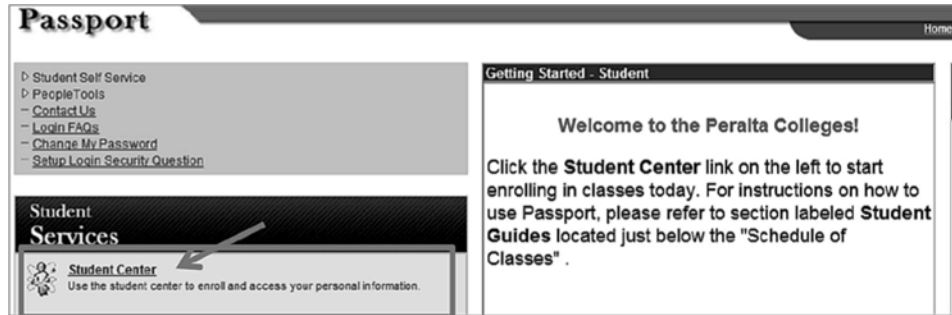 Passport
Home
Student Self Service
PeopleTools
Contact Us
Login FAQs
Change My Password
Setup Login Security Question
Student
Services
Student Center
Use the student center to enroll and access your personal information.
Getting Started - Student
Welcome to the Peralta Colleges!
Click the Student Center link on the left to start
enrolling in classes today. For instructions on how to
use Passport, please refer to section labeled Student
Guides located just below the "Schedule of
Classes" .